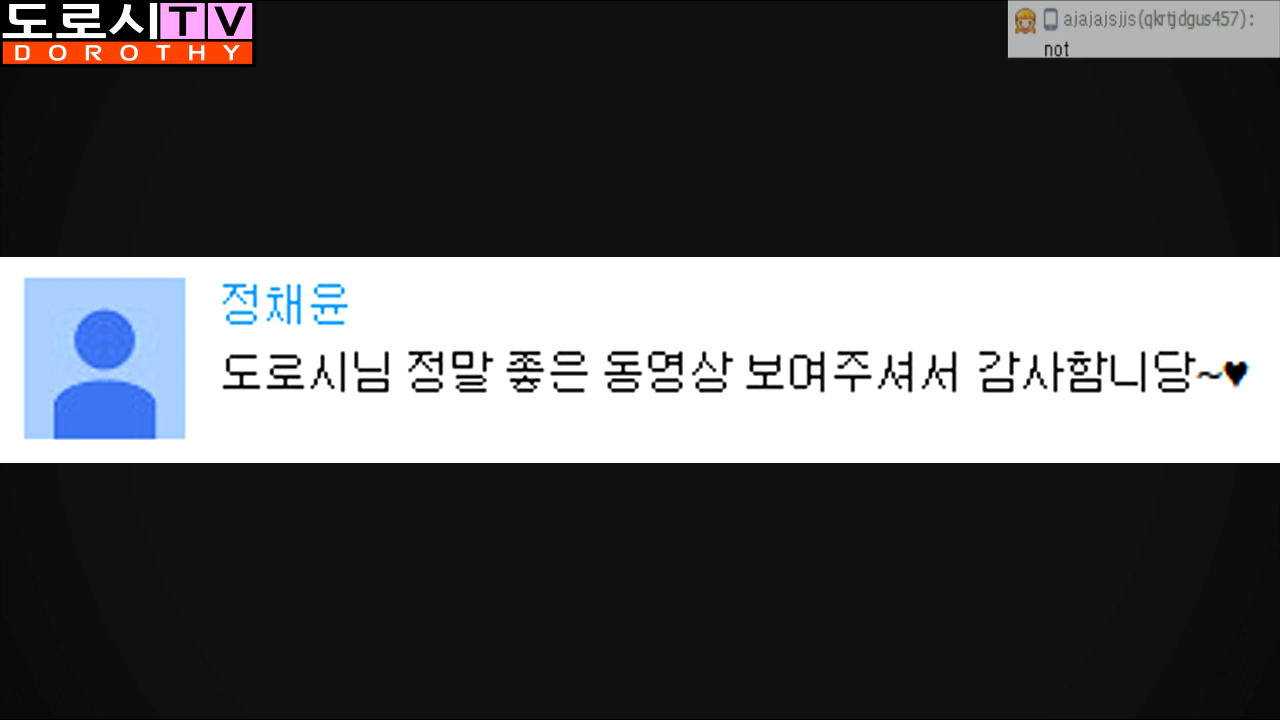 도로시TV
DOROTHY
ajajajsjjs(qkrtjdgus457):
not
정채윤
도로시님 정말 좋은 동영상 보여주셔서 감사함니당~♥